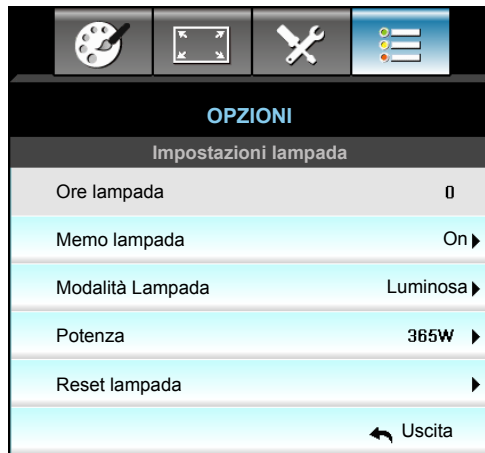 OPZIONI
Impostazioni lampada
Ore lampada 0
Memo lampada On
Modalità Lampada Luminosa
Potenza 365W
Reset lampada
Uscita